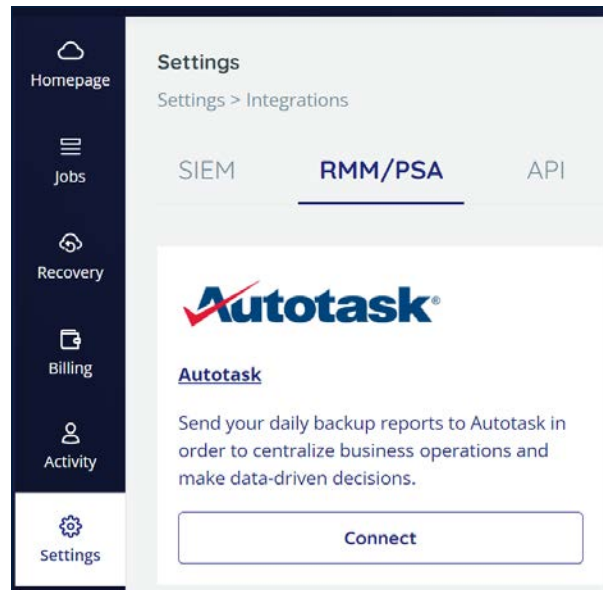 Homepage
Jobs
Recovery
Billing
Activity
Settings
Settings
Settings > Integrations
SIEM
RMM/PSA
API
Autotask®
Autotask
Send your daily backup reports to Autotask in
order to centralize business operations and
make data-driven decisions.
Connect